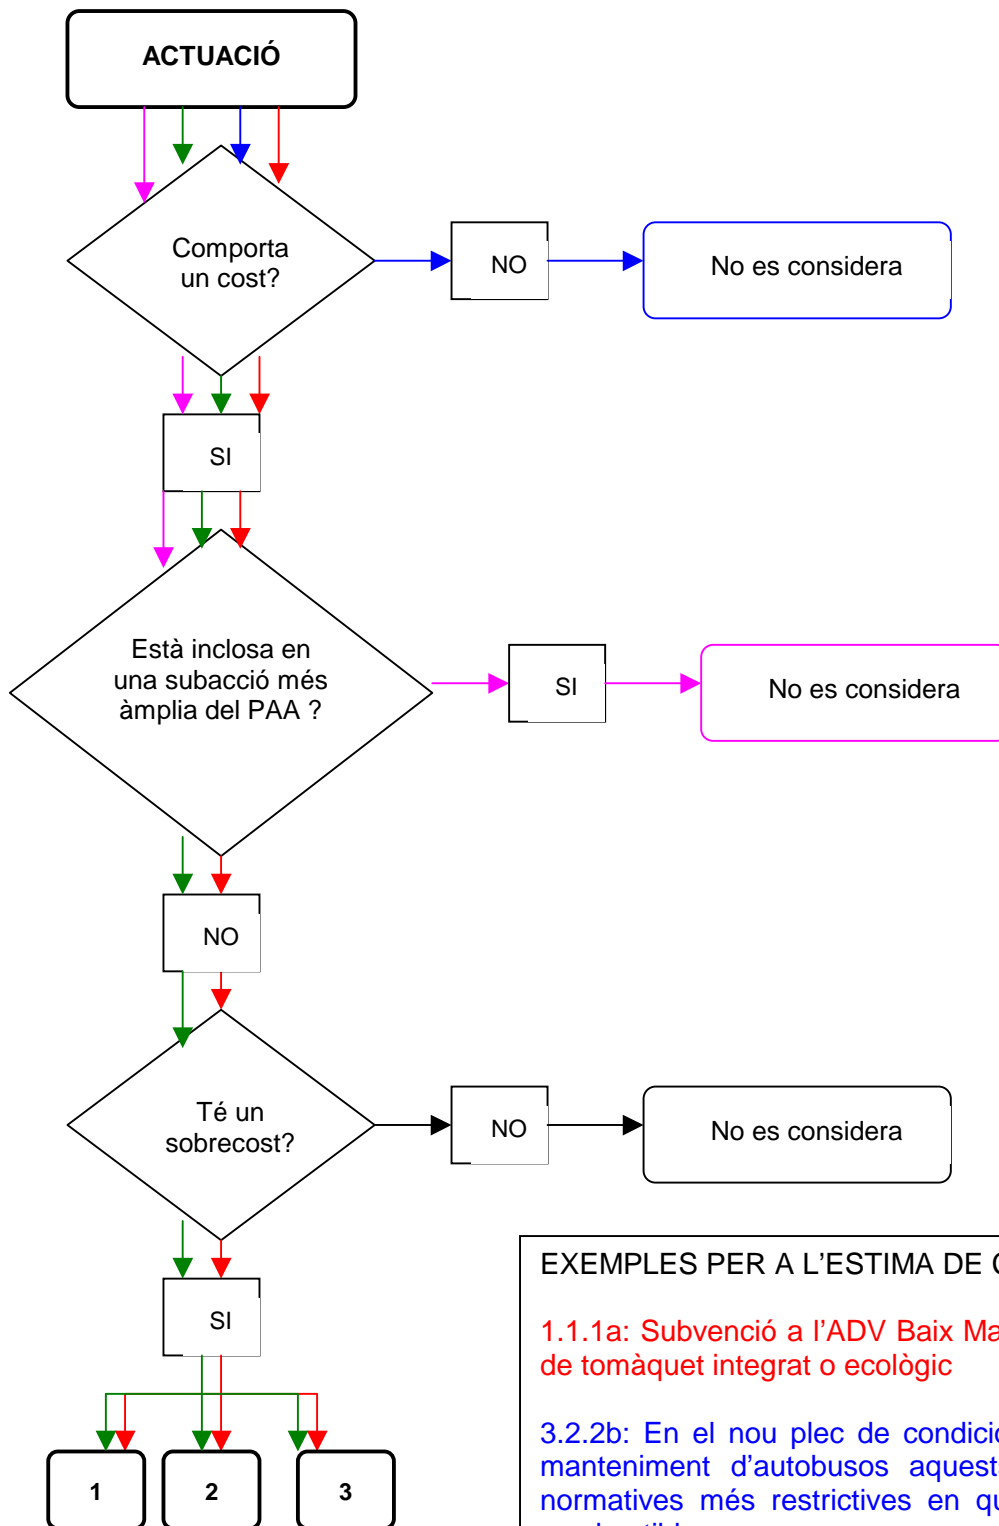 ACTUACIÓ
Comporta
un cost?
NO
No es considera
SI
Està inclosa en
una subacció més
àmplia del PAA ?
SI
No es considera
NO
Té un
sobrecost?
NO
No es considera
SI
1
2
3
EXEMPLES PER A L'ESTIMA DE
1.1.1a: Subvenció a l'ADV Baix
de tomàquet integrat o ecològic
3.2.2b: En el nou plec de
manteniment d'autobusos
normatives més restrictives en